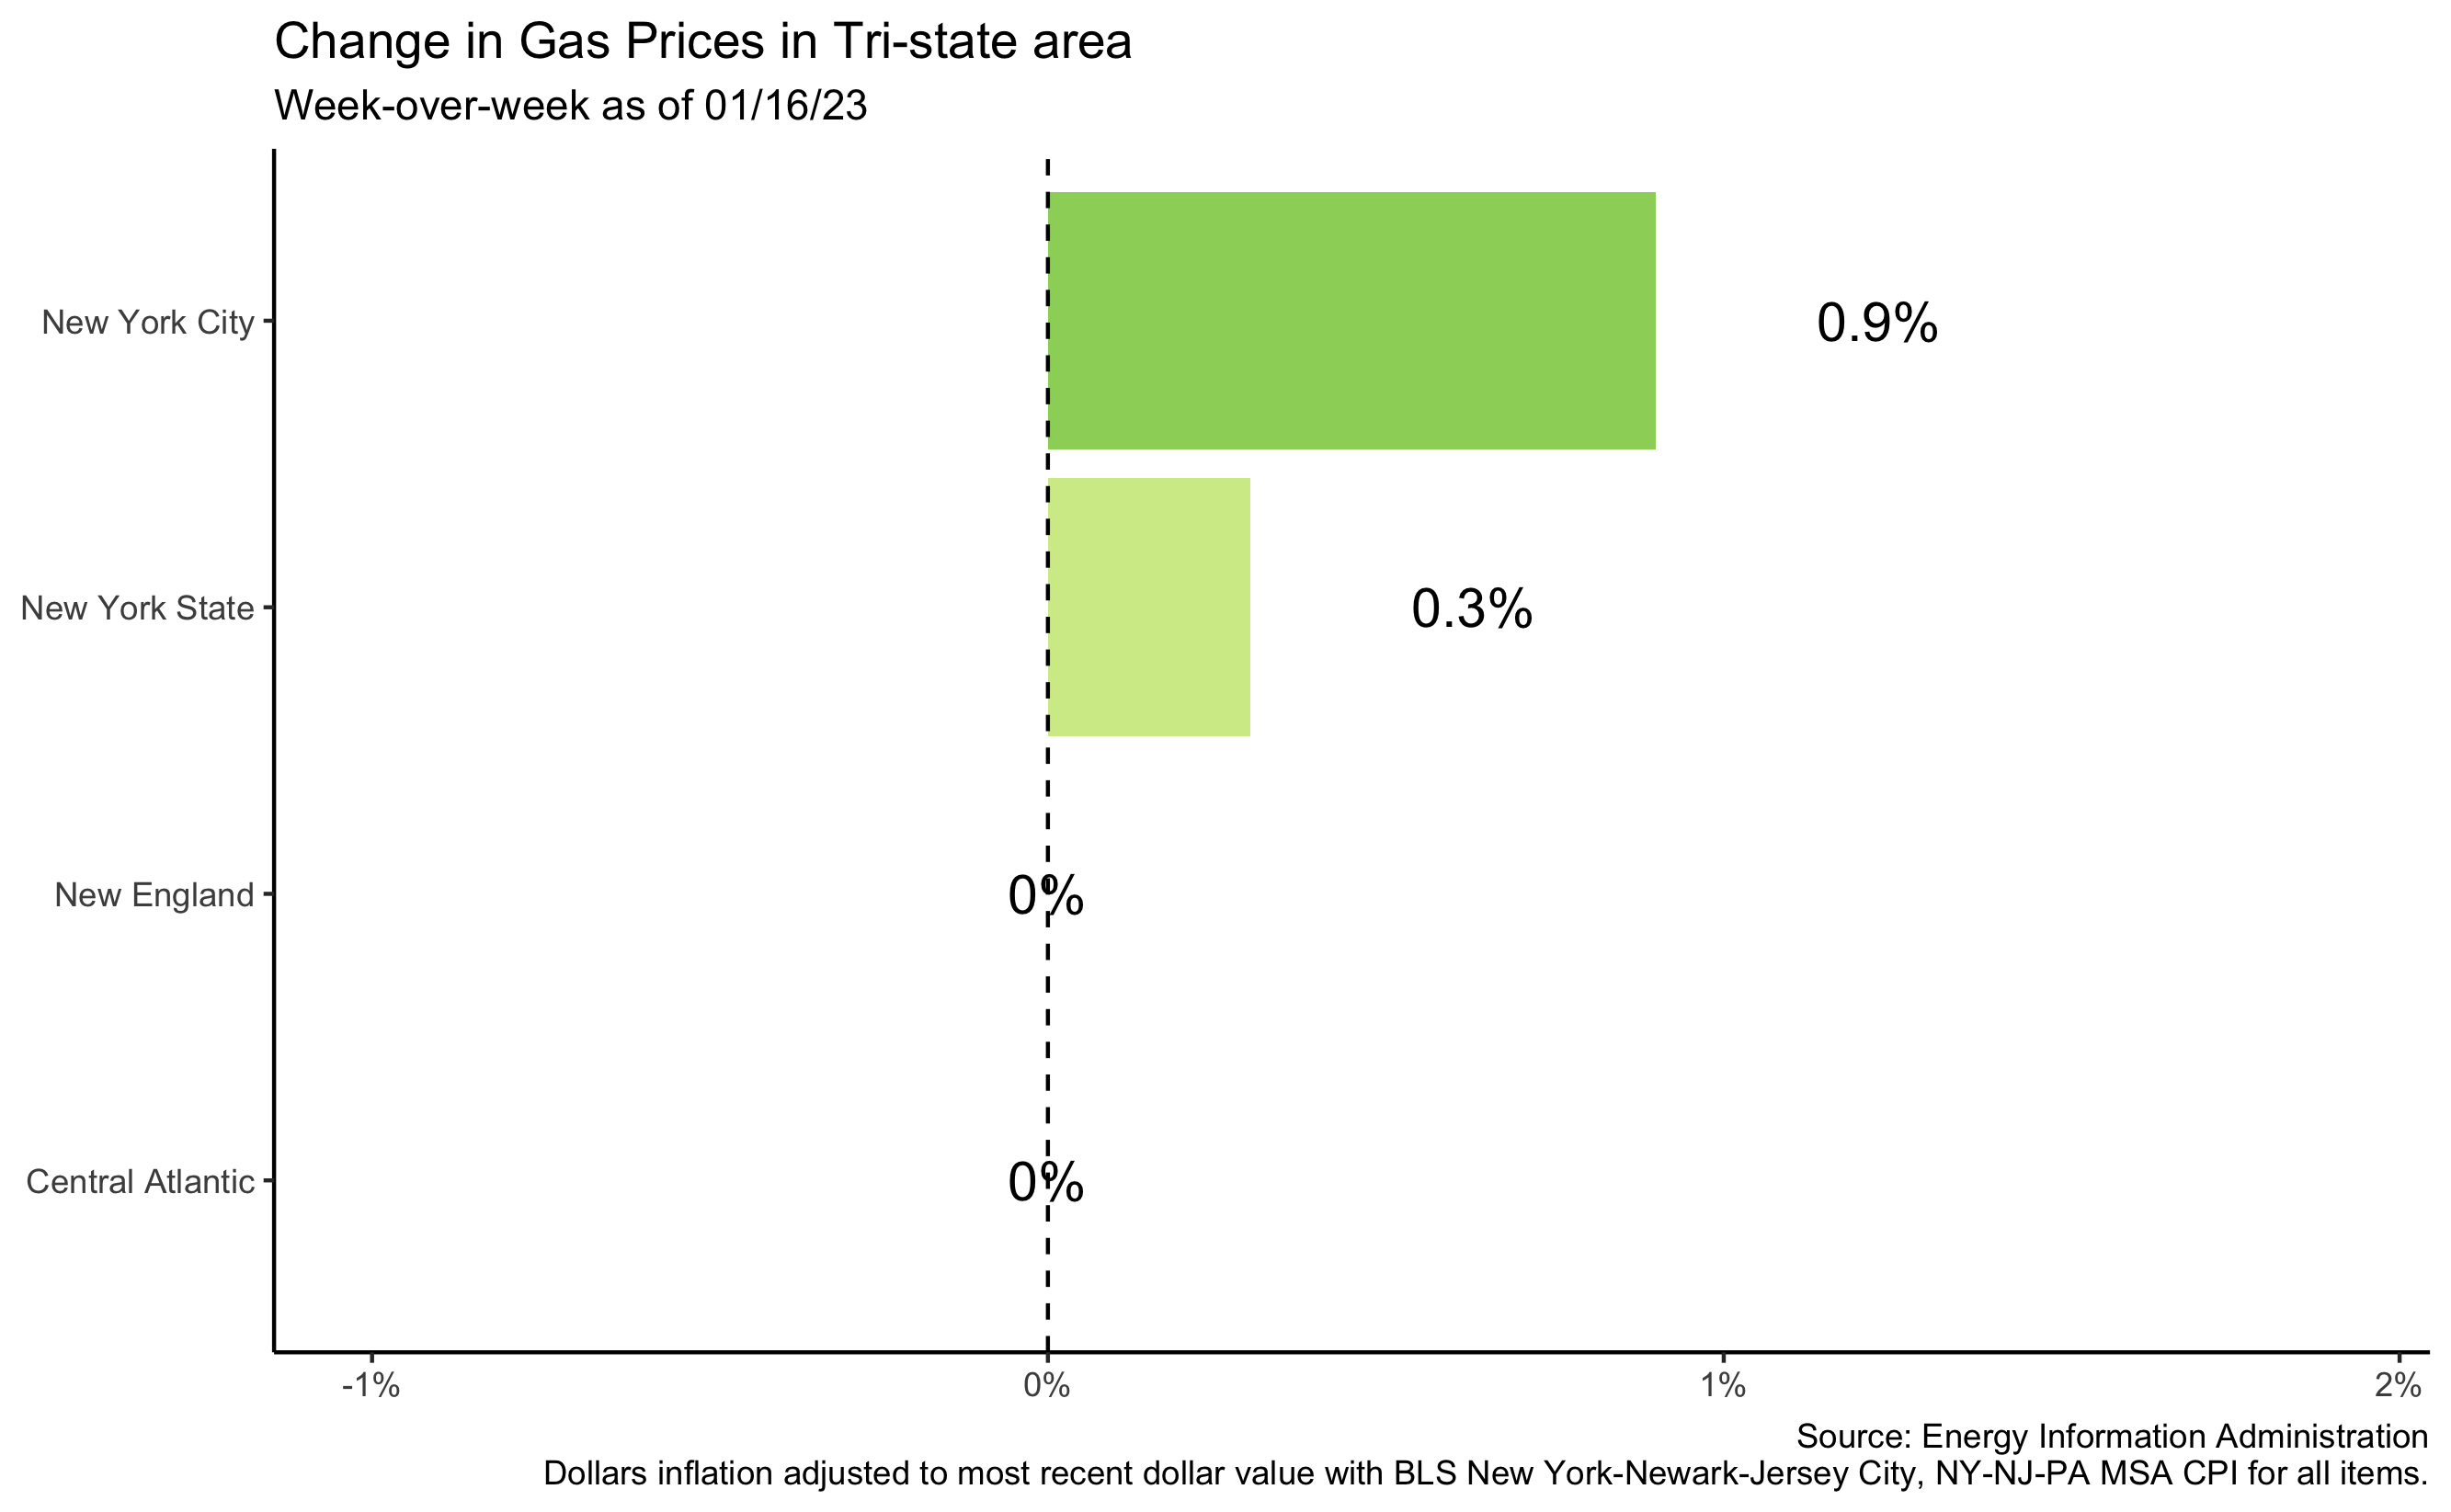 Change in Gas Prices in Tri-state area
Week-over-week as of 01/16/23
New York City
0.9%
New York State
0.3%
New England
0%
Central Atlantic
0%
-1%
0%
1%
2%
Source: Energy Information Administration
Dollars inflation adjusted to most recent dollar value with BLS New York-Newark-Jersey City, NY-NJ-PA MSA CPI for all items.